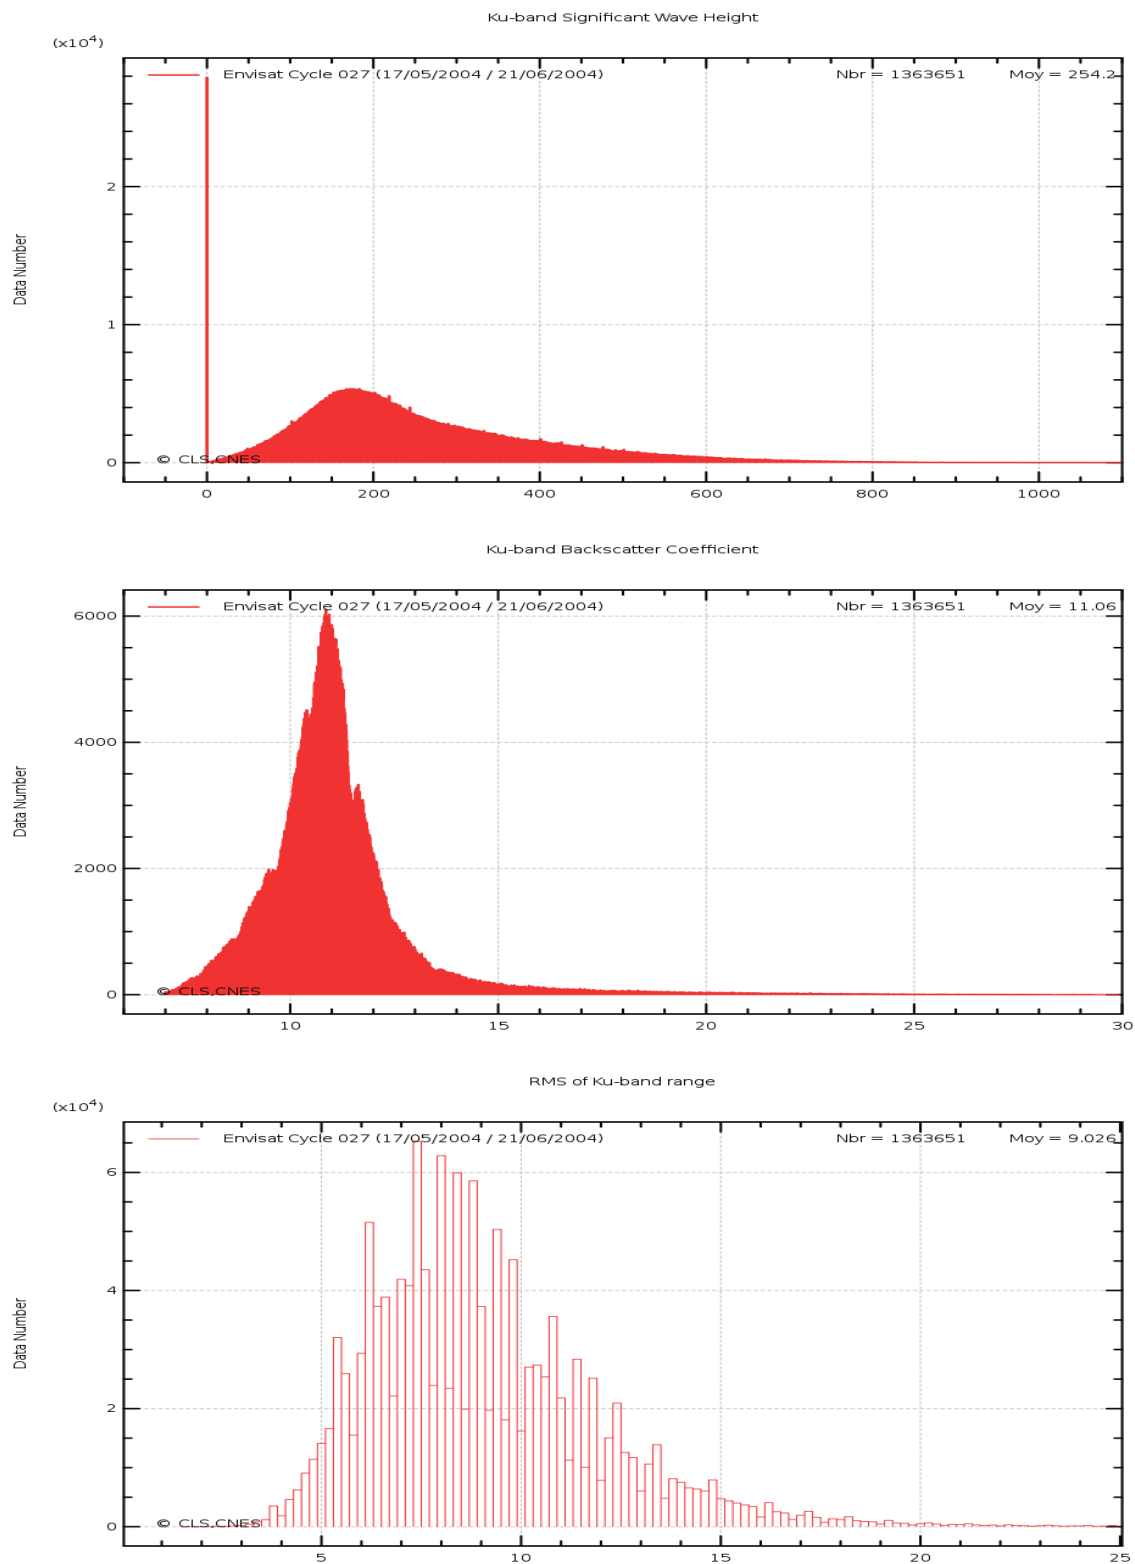 Ku-band Significant Wave Height
(x10⁴)
Envisat Cycle 027 (17/05/2004 / 21/06/2004) Nbr = 1363651 Moy = 254.2
2
1
0
Data Number
© CLS,CNES
0 200 400 600 800 1000
Ku-band Backscatter Coefficient
Envisat Cycle 027 (17/05/2004 / 21/06/2004) Nbr = 1363651 Moy = 11.06
6000
4000
2000
0
Data Number
© CLS,CNES
10 15 20 25 30
RMS of Ku-band range
(x10⁴)
Envisat Cycle 027 (17/05/2004 / 21/06/2004) Nbr = 1363651 Moy = 9.026
6
4
2
0
Data Number
© CLS,CNES
5 10 15 20 25